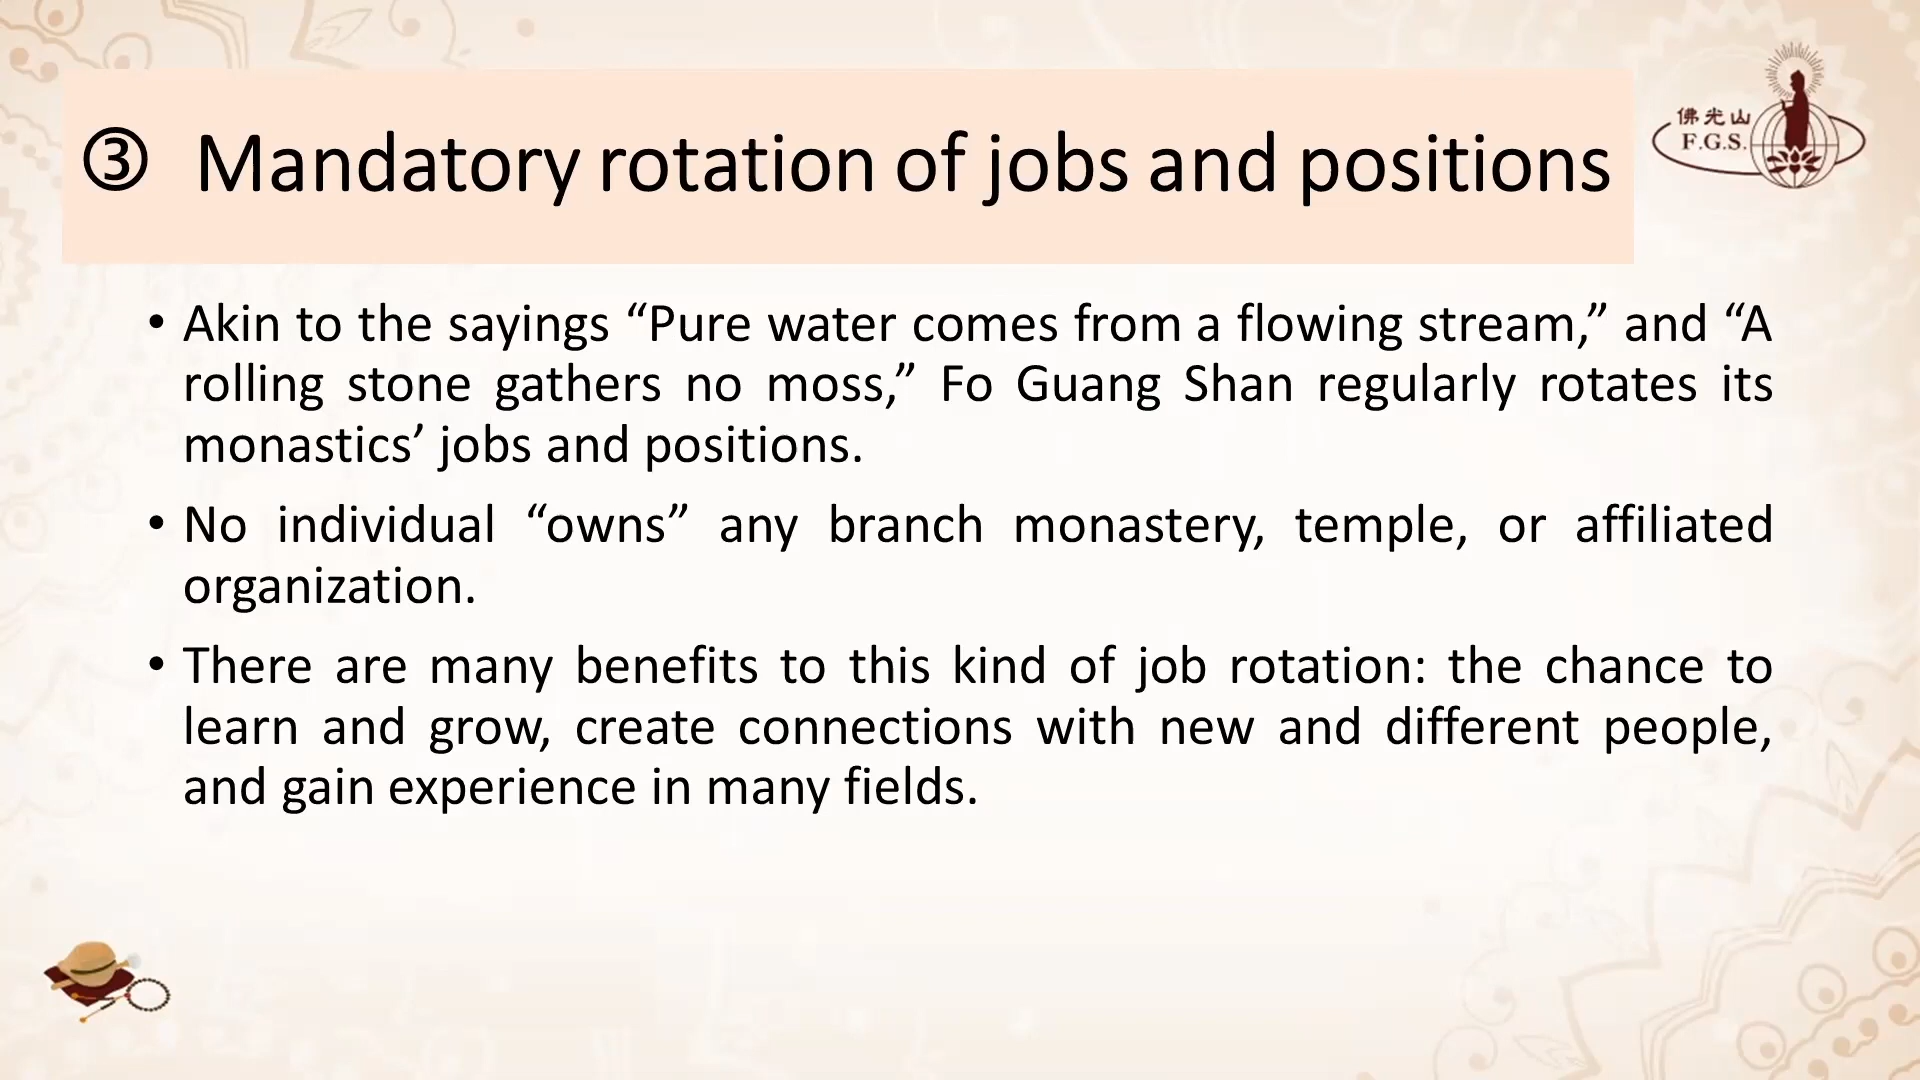 ③ Mandatory rotation of jobs and positions
佛光山
F.G.S.
• Akin to the sayings “Pure water comes from a flowing stream,” and “A
rolling stone gathers no moss,” Fo Guang Shan regularly rotates its
monastics’ jobs and positions.
• No individual “owns” any branch monastery, temple, or affiliated
organization.
• There are many benefits to this kind of job rotation: the chance to
learn and grow, create connections with new and different people,
and gain experience in many fields.